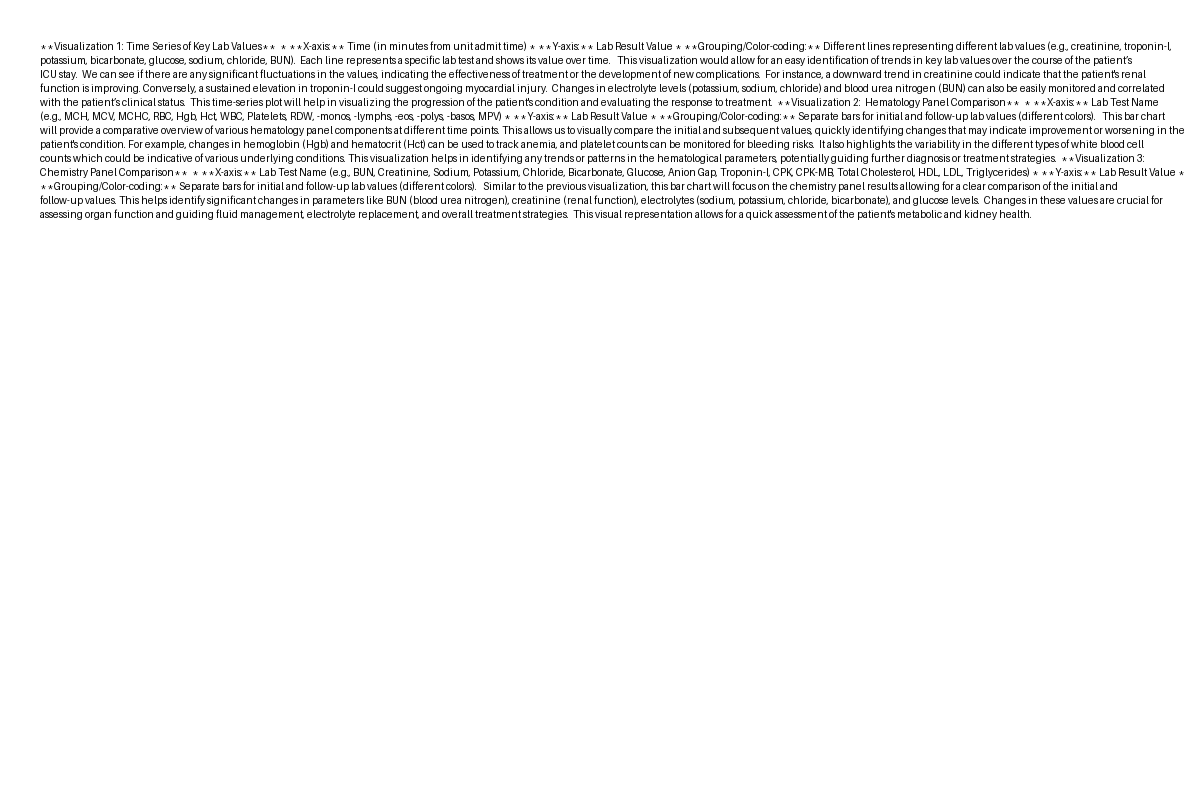 **Visualization 1: Time Series of Key Lab Values** * **X-axis:** Time (in minutes from unit admit time) * **Y-axis:** Lab Result Value * **Grouping/Color-coding:** Different lines representing different lab values (e.g., creatinine, troponin-I,
potassium, bicarbonate, glucose, sodium, chloride, BUN). Each line represents a specific lab test and shows its value over time. This visualization would allow for an easy identification of trends in key lab values over the course of the patient's
ICU stay. We can see if there are any significant fluctuations in the values, indicating the effectiveness of treatment or the development of new complications. For instance, a downward trend in creatinine could indicate that the patient's renal
function is improving. Conversely, a sustained elevation in troponin-I could suggest ongoing myocardial injury. Changes in electrolyte levels (potassium, sodium, chloride) and blood urea nitrogen (BUN) can also be easily monitored and correlated
with the patient's clinical status. This time-series plot will help in visualizing the progression of the patient's condition and evaluating the response to treatment. **Visualization 2: Hematology Panel Comparison** * **X-axis:** Lab Test Name
(e.g., MCH, MCV, MCHC, RBC, Hgb, Hct, WBC, Platelets, RDW, -monos, -lymphs, -eos, -polys, -basos, MPV) * **Y-axis:** Lab Result Value * **Grouping/Color-coding:** Separate bars for initial and follow-up lab values (different colors). This bar chart
will provide a comparative overview of various hematology panel components at different time points. This allows us to visually compare the initial and subsequent values, quickly identifying changes that may indicate improvement or worsening in the
patient's condition. For example, changes in hemoglobin (Hgb) and hematocrit (Hct) can be used to track anemia, and platelet counts can be monitored for bleeding risks. It also highlights the variability in the different types of white blood cell
counts which could be indicative of various underlying conditions. This visualization helps in identifying any trends or patterns in the hematological parameters, potentially guiding further diagnosis or treatment strategies. **Visualization 3:
Chemistry Panel Comparison** * **X-axis:** Lab Test Name (e.g., BUN, Creatinine, Sodium, Potassium, Chloride, Bicarbonate, Glucose, Anion Gap, Troponin-I, CPK, CPK-MB, Total Cholesterol, HDL, LDL, Triglycerides) * **Y-axis:** Lab Result Value *
**Grouping/Color-coding:** Separate bars for initial and follow-up lab values (different colors). Similar to the previous visualization, this bar chart will focus on the chemistry panel results allowing for a clear comparison of the initial and
follow-up values. This helps identify significant changes in parameters like BUN (blood urea nitrogen), creatinine (renal function), electrolytes (sodium, potassium, chloride, bicarbonate), and glucose levels. Changes in these values are crucial for
assessing organ function and guiding fluid management, electrolyte replacement, and overall treatment strategies. This visual representation allows for a quick assessment of the patient's metabolic and kidney health.